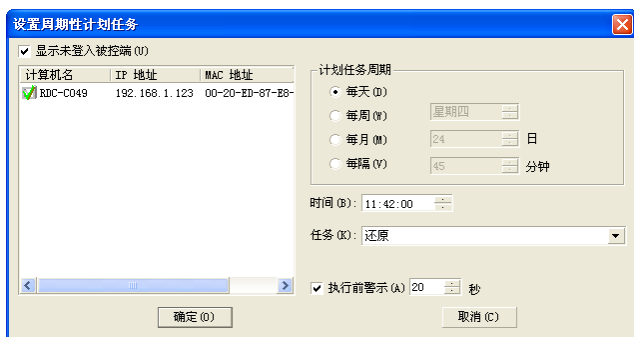 设置周期性计划任务
显示未登入被控端(U)
计算机名 IP 地址 MAC 地址
RDC-C049 192.168.1.123 00-20-ED-87-E8-
计划任务周期
每天(D)
每周(W) 星期四
每月(M) 24 日
每隔(V) 45 分钟
时间(B): 11:42:00
任务(K): 还原
执行前警示(A) 20 秒
确定(O) 取消(C)